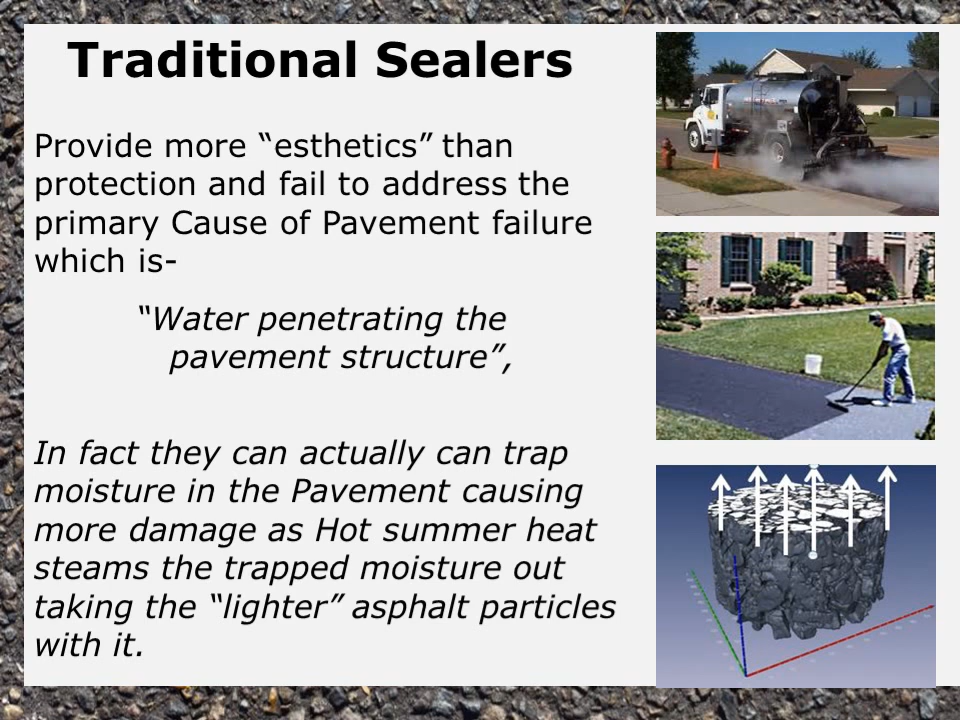 Traditional Sealers
Provide more “esthetics” than
protection and fail to address the
primary Cause of Pavement failure
which is-
“Water penetrating the
pavement structure”,
In fact they can actually can trap
moisture in the Pavement causing
more damage as Hot summer heat
steams the trapped moisture out
taking the “lighter” asphalt particles
with it.